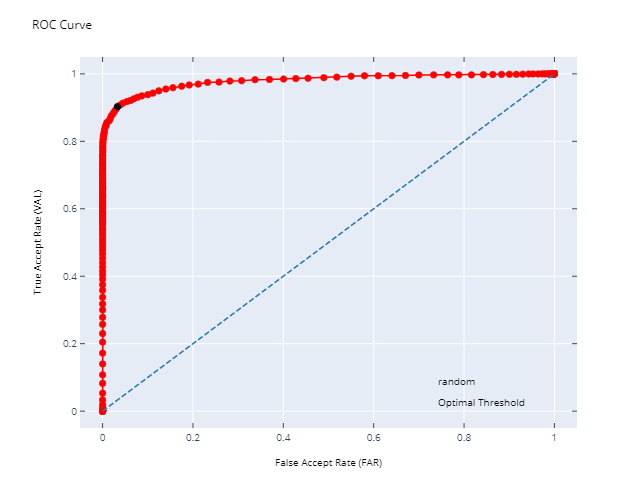 ROC Curve
1
0.8
0.6
0.4
0.2
0
True Accept Rate (VAL)
random
Optimal Threshold
0 0.2 0.4 0.6 0.8 1
False Accept Rate (FAR)